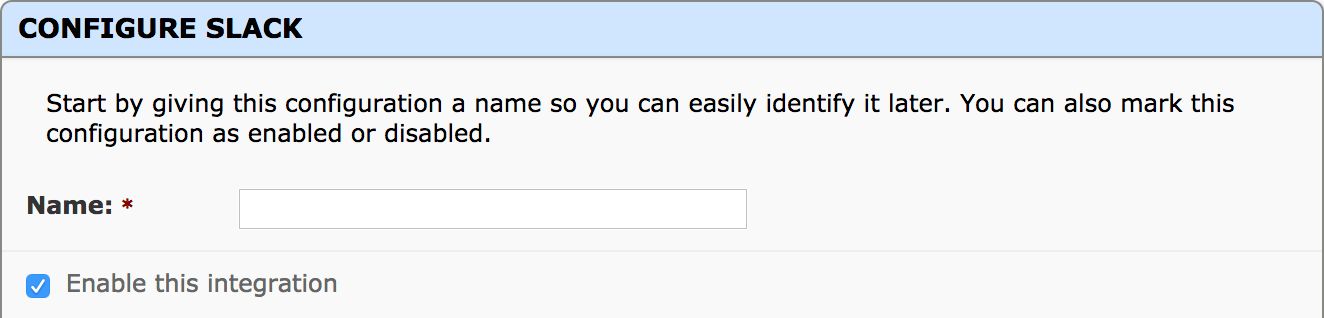 CONFIGURE SLACK
Start by giving this configuration a name so you can easily identify it later. You can also mark this
configuration as enabled or disabled.
Name: *
Enable this integration